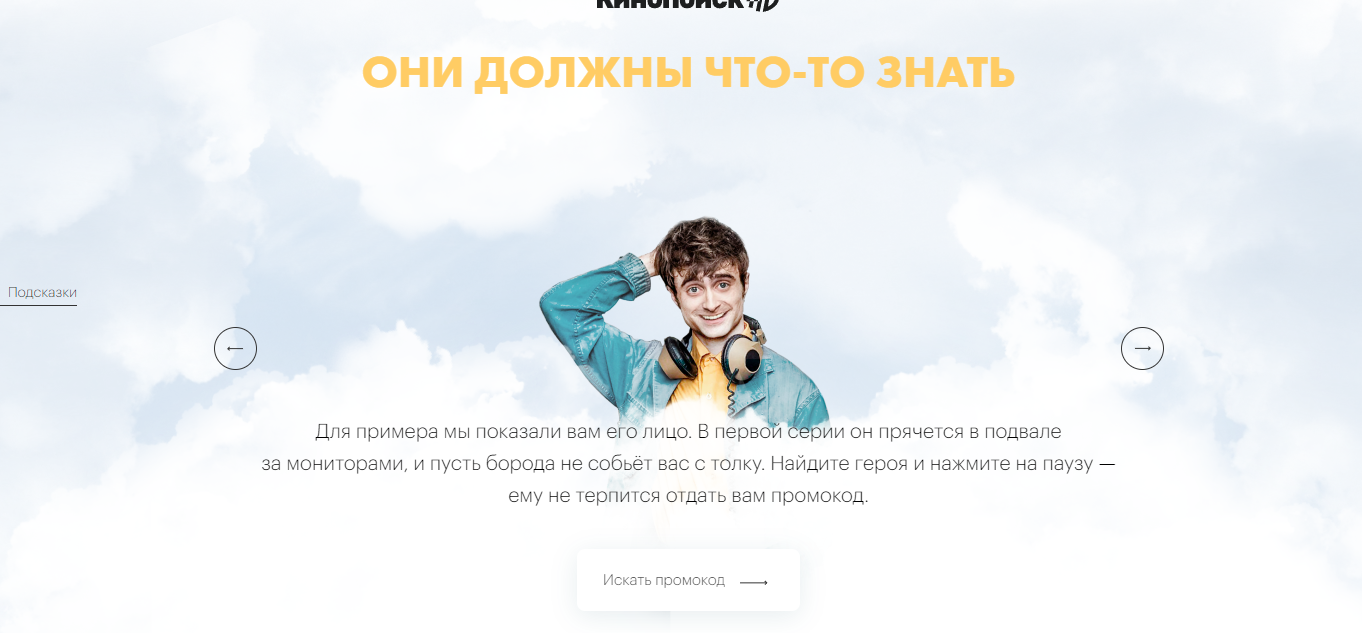 КИНОПОИСК HD
ОНИ ДОЛЖНЫ ЧТО-ТО ЗНАТЬ
Подсказки
Для примера мы показали вам его лицо. В первой серии он прячется в подвале
за мониторами, и пусть борода не собьёт вас с толку. Найдите героя и нажмите на паузу —
ему не терпится отдать вам промокод.
Искать промокод